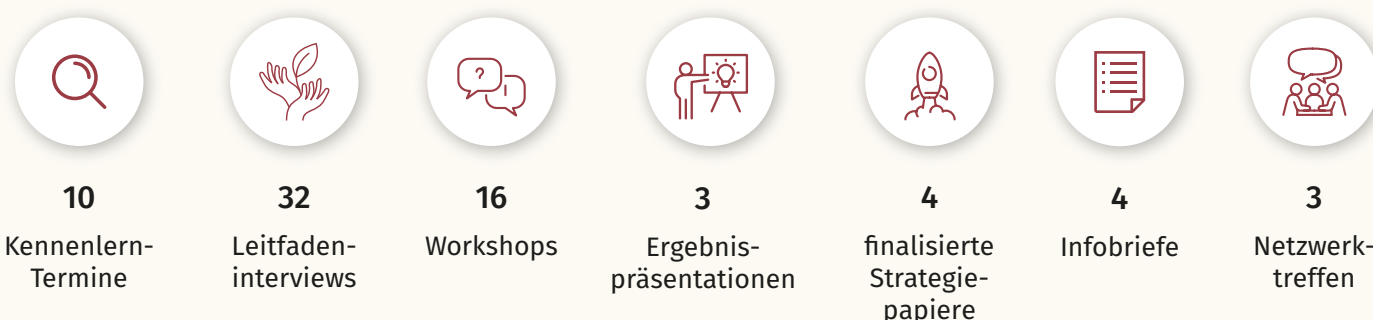 10
Kennenlern-
Termine
32
Leitfaden-
interviews
16
Workshops
3
Ergebnis-
präsentationen
4
finalisierte
Strategie-
papiere
4
Infobriefe
3
Netzwerk-
treffen